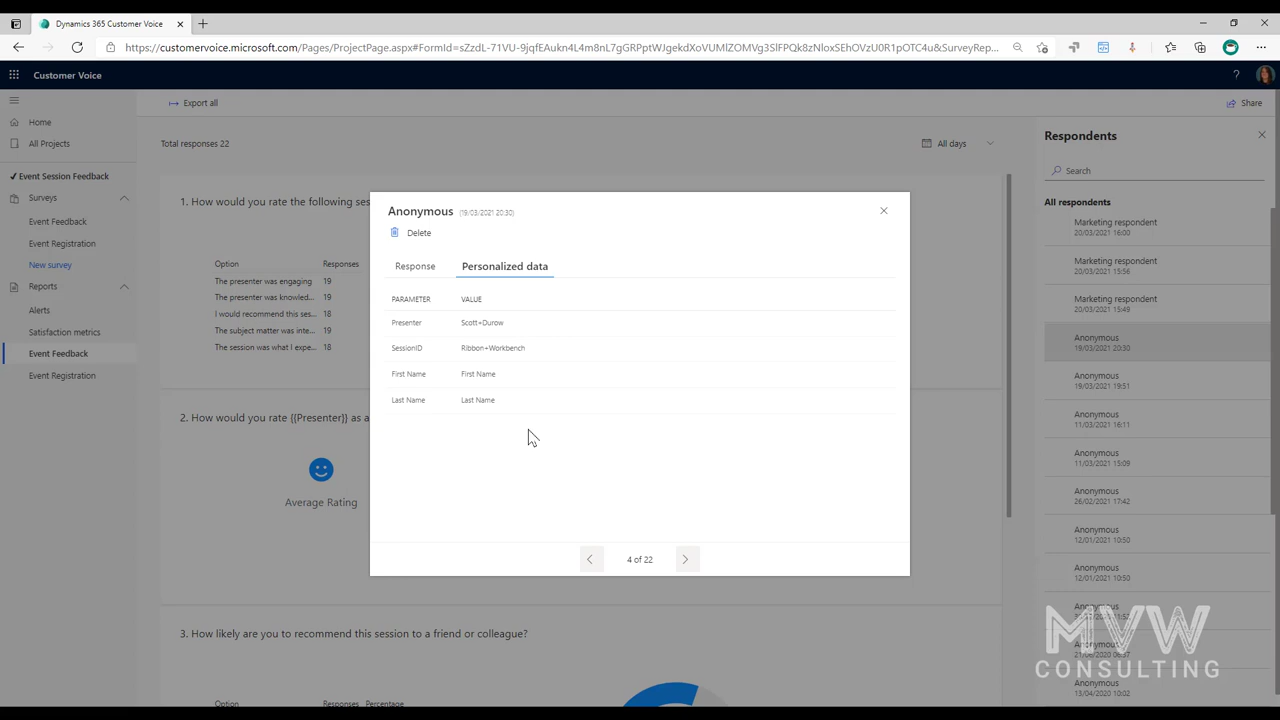 Dynamics 365 Customer Voice
https://customervoice.microsoft.com/Pages/ProjectPage.aspx#FormId=sZzdL-71VU-9jqfEAukn4L4m8nL7gGRPptWJgekdXoVUMlZOMVg3SlFPQk8zNloxSEhOVzU0R1pOTC4u&SurveyRep...
Customer Voice
Export all
Share
Home
All Projects
Total responses 22
All days
Respondents
Search
Event Session Feedback
Surveys
Event Feedback
Event Registration
New survey
Reports
Alerts
Satisfaction metrics
Event Feedback
Event Registration
1. How would you rate the following ses
Option Responses
The presenter was engaging 19
The presenter was knowled... 19
I would recommend this ses... 18
The subject matter was inte... 19
The session was what I expe... 18
2. How would you rate {{Presenter}} as a
Average Rating
3. How likely are you to recommend this session to a friend or colleague?
Option Responses Percentage
Anonymous (19/03/2021 20:30)
Delete
Response Personalized data
PARAMETER VALUE
Presenter Scott+Durow
SessionID Ribbon+Workbench
First Name First Name
Last Name Last Name
4 of 22
All respondents
Marketing respondent
20/03/2021 16:00
Marketing respondent
20/03/2021 15:56
Marketing respondent
20/03/2021 15:49
Anonymous
19/03/2021 20:30
Anonymous
19/03/2021 19:51
Anonymous
11/03/2021 16:11
Anonymous
11/03/2021 15:09
Anonymous
26/02/2021 17:42
Anonymous
12/01/2021 10:50
Anonymous
12/01/2021 10:50
Anonymous
Anonymous
13/04/2020 10:02
MVW
CONSULTING